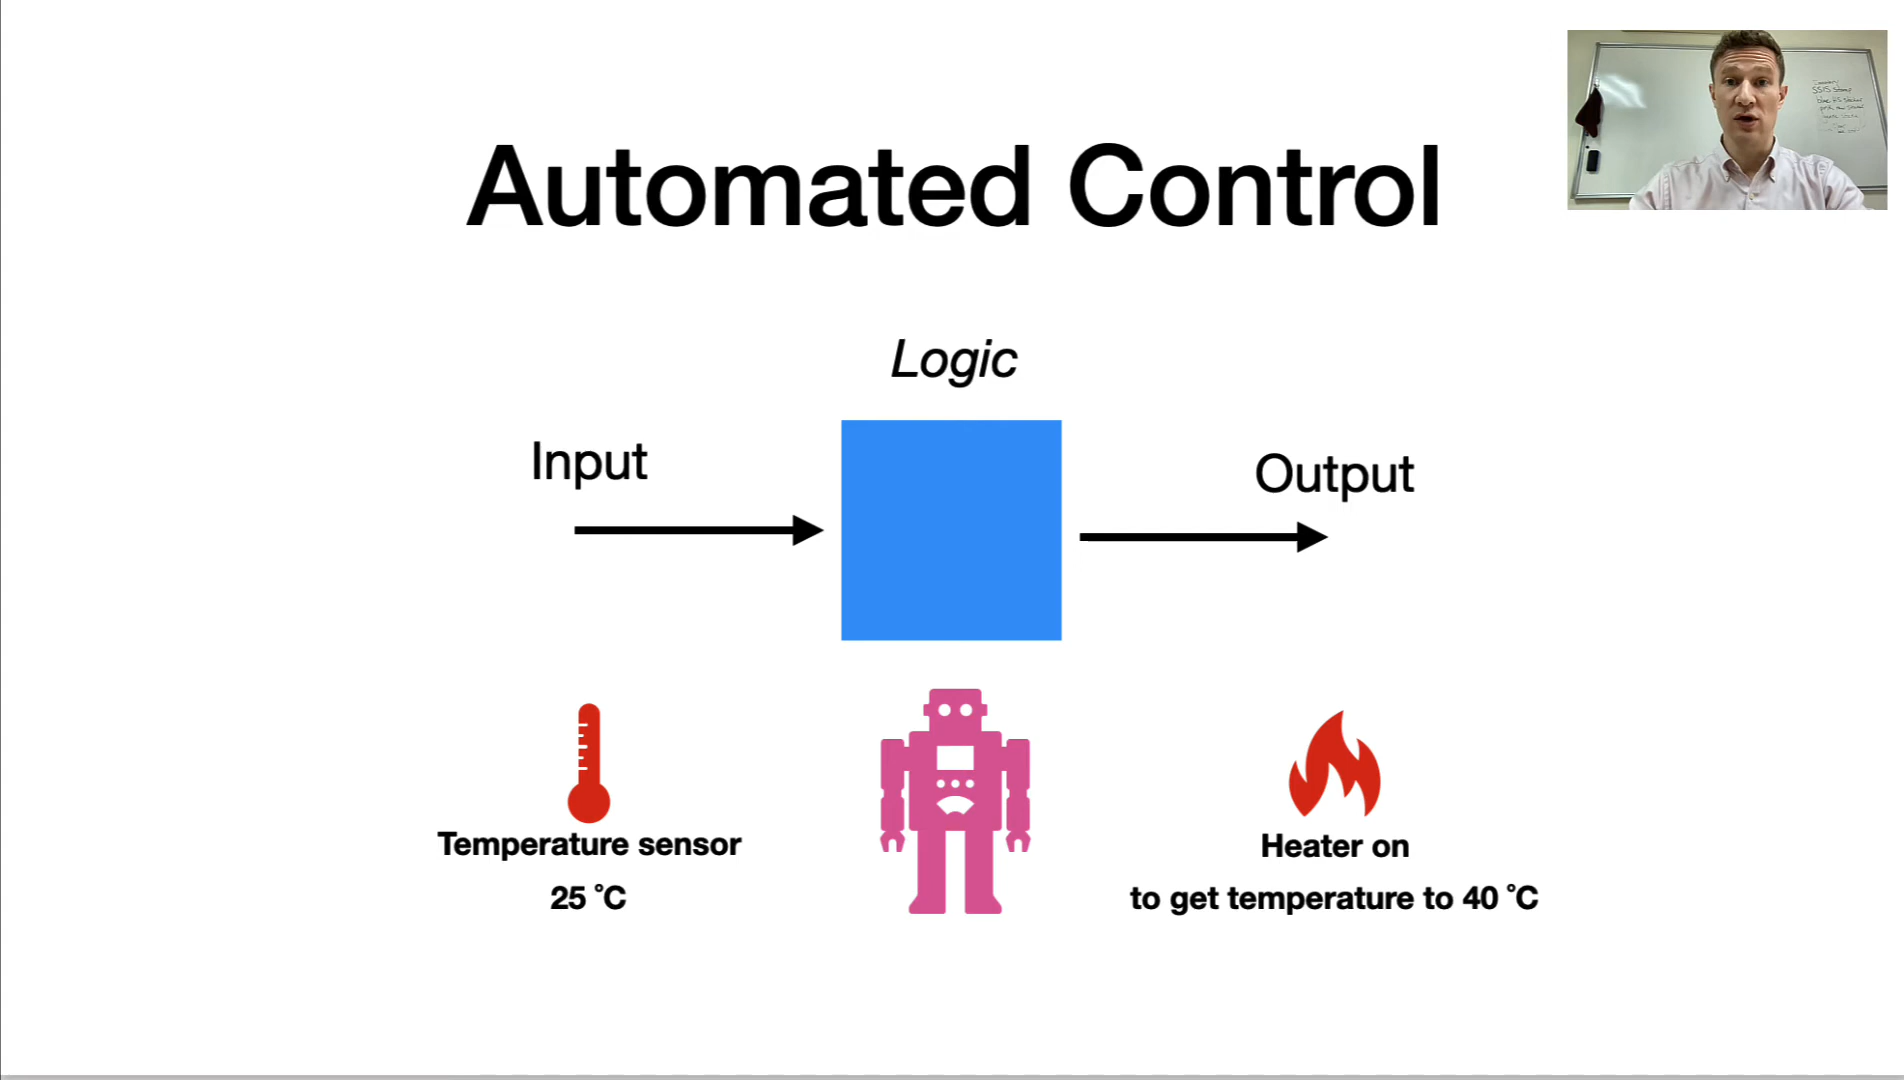 Automated Control
Logic
Input
Output
Temperature sensor
25 °C
Heater on
to get temperature to 40 °C